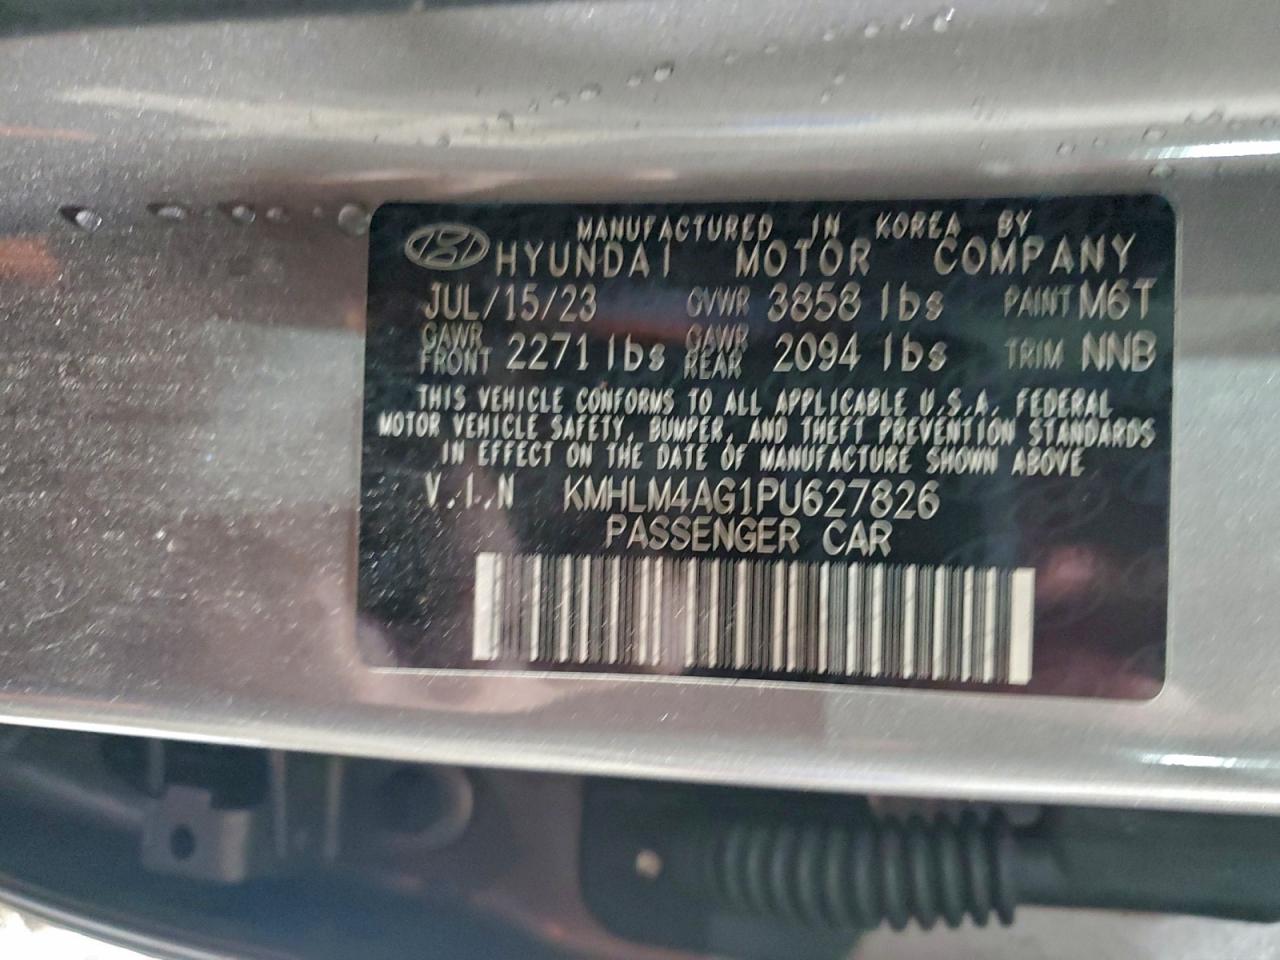 MANUFACTURED IN KOREA BY
HYUNDAI MOTOR COMPANY
JUL/15/23 GVWR 3858 lbs PAINT M6T
GAWR FRONT 2271 lbs GAWR REAR 2094 lbs TRIM NNB
THIS VEHICLE CONFORMS TO ALL APPLICABLE U.S.A. FEDERAL
MOTOR VEHICLE SAFETY, BUMPER, AND THEFT PREVENTION STANDARDS
IN EFFECT ON THE DATE OF MANUFACTURE SHOWN ABOVE
V.I.N KMHLM4AG1PU627826
PASSENGER CAR